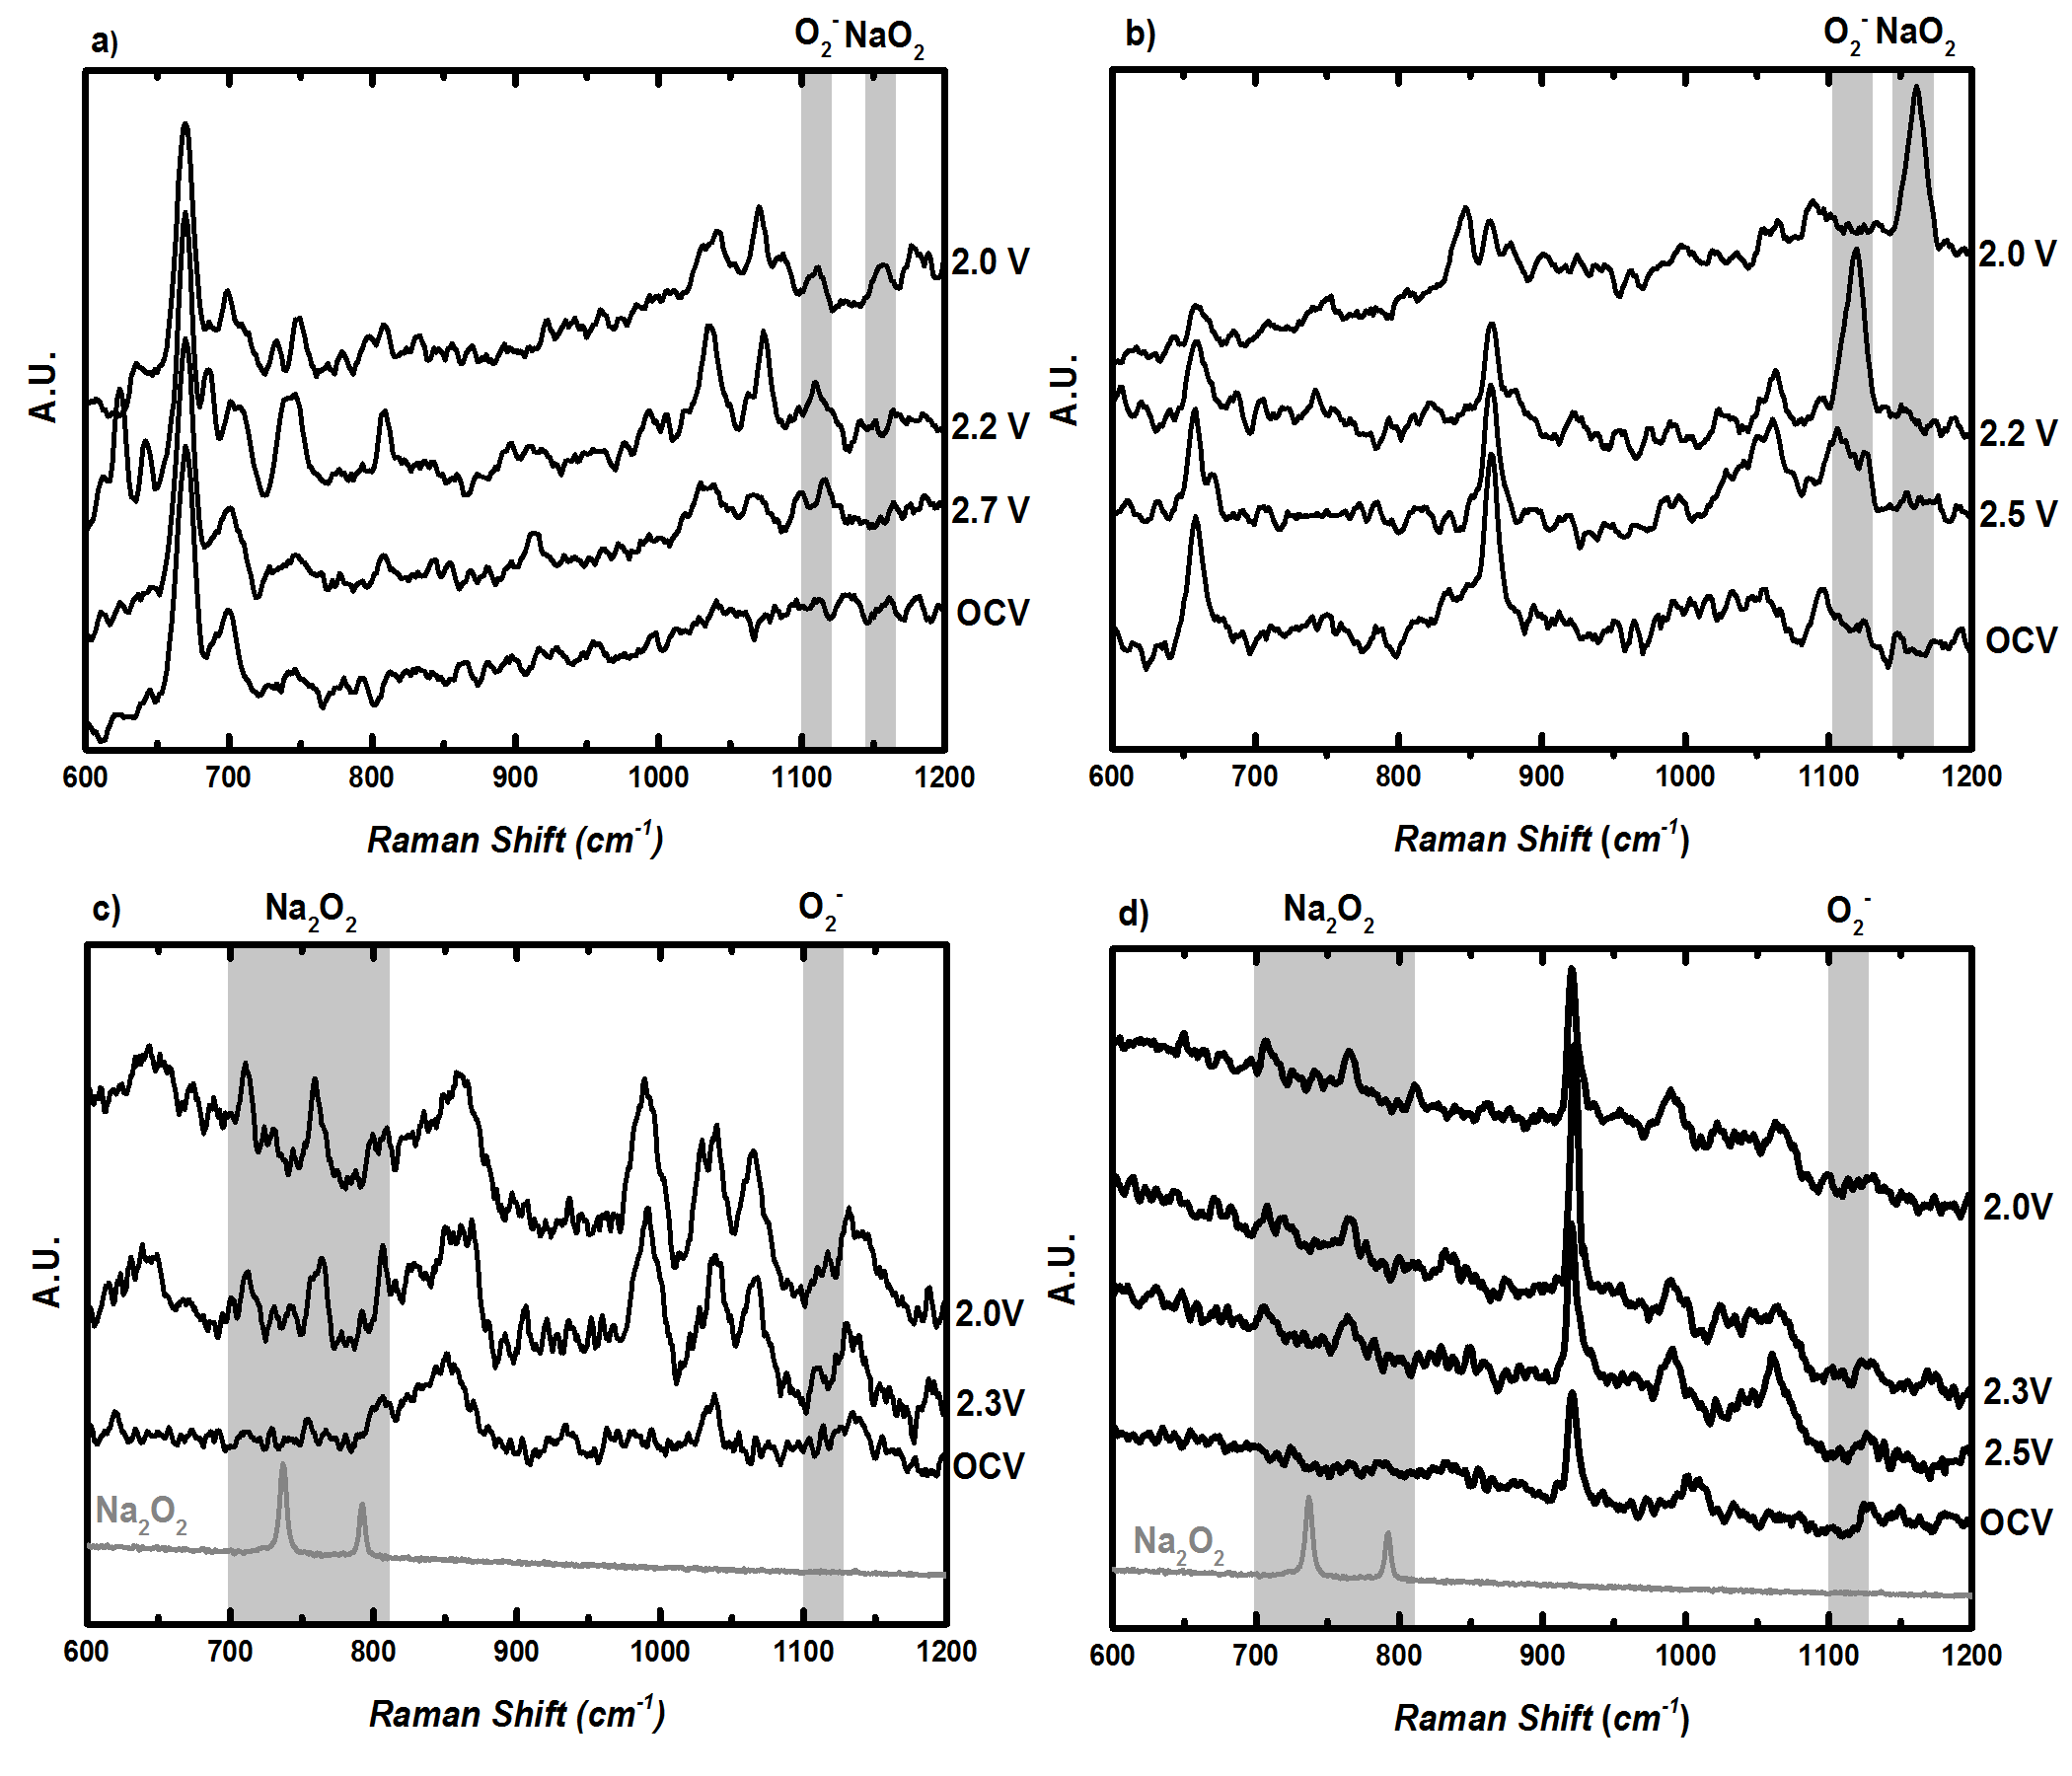 a)
O₂⁻ NaO₂
A.U.
2.0 V
2.2 V
2.7 V
OCV
600 700 800 900 1000 1100 1200
Raman Shift (cm⁻¹)
b)
O₂⁻ NaO₂
A.U.
2.0 V
2.2 V
2.5 V
OCV
600 700 800 900 1000 1100 1200
Raman Shift (cm⁻¹)
c)
Na₂O₂
O₂⁻
A.U.
2.0V
2.3V
OCV
Na₂O₂
600 700 800 900 1000 1100 1200
Raman Shift (cm⁻¹)
d)
Na₂O₂
O₂⁻
A.U.
2.0V
2.3V
2.5V
OCV
Na₂O₂
600 700 800 900 1000 1100 1200
Raman Shift (cm⁻¹)